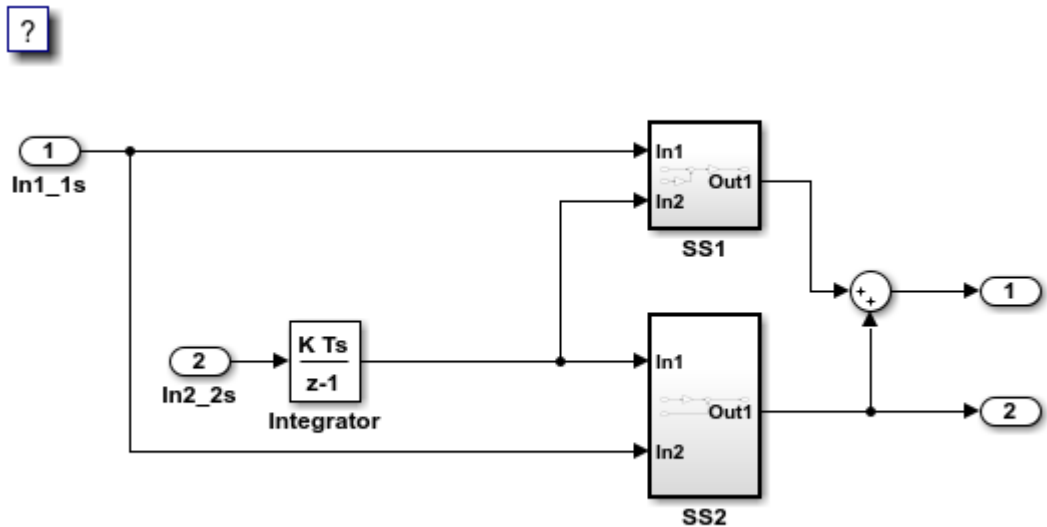 ?
1
In1_1s
In1
In2
Out1
SS1
1
2
In2_2s
K Ts
z-1
Integrator
In1
In2
Out1
SS2
+
+
2